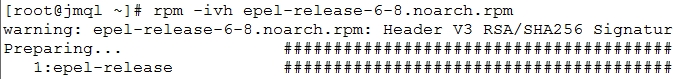 [root@jmql ~]# rpm -ivh epel-release-6-8.noarch.rpm
warning: epel-release-6-8.noarch.rpm: Header V3 RSA/SHA256 Signatur
Preparing... #######################################
1:epel-release #######################################